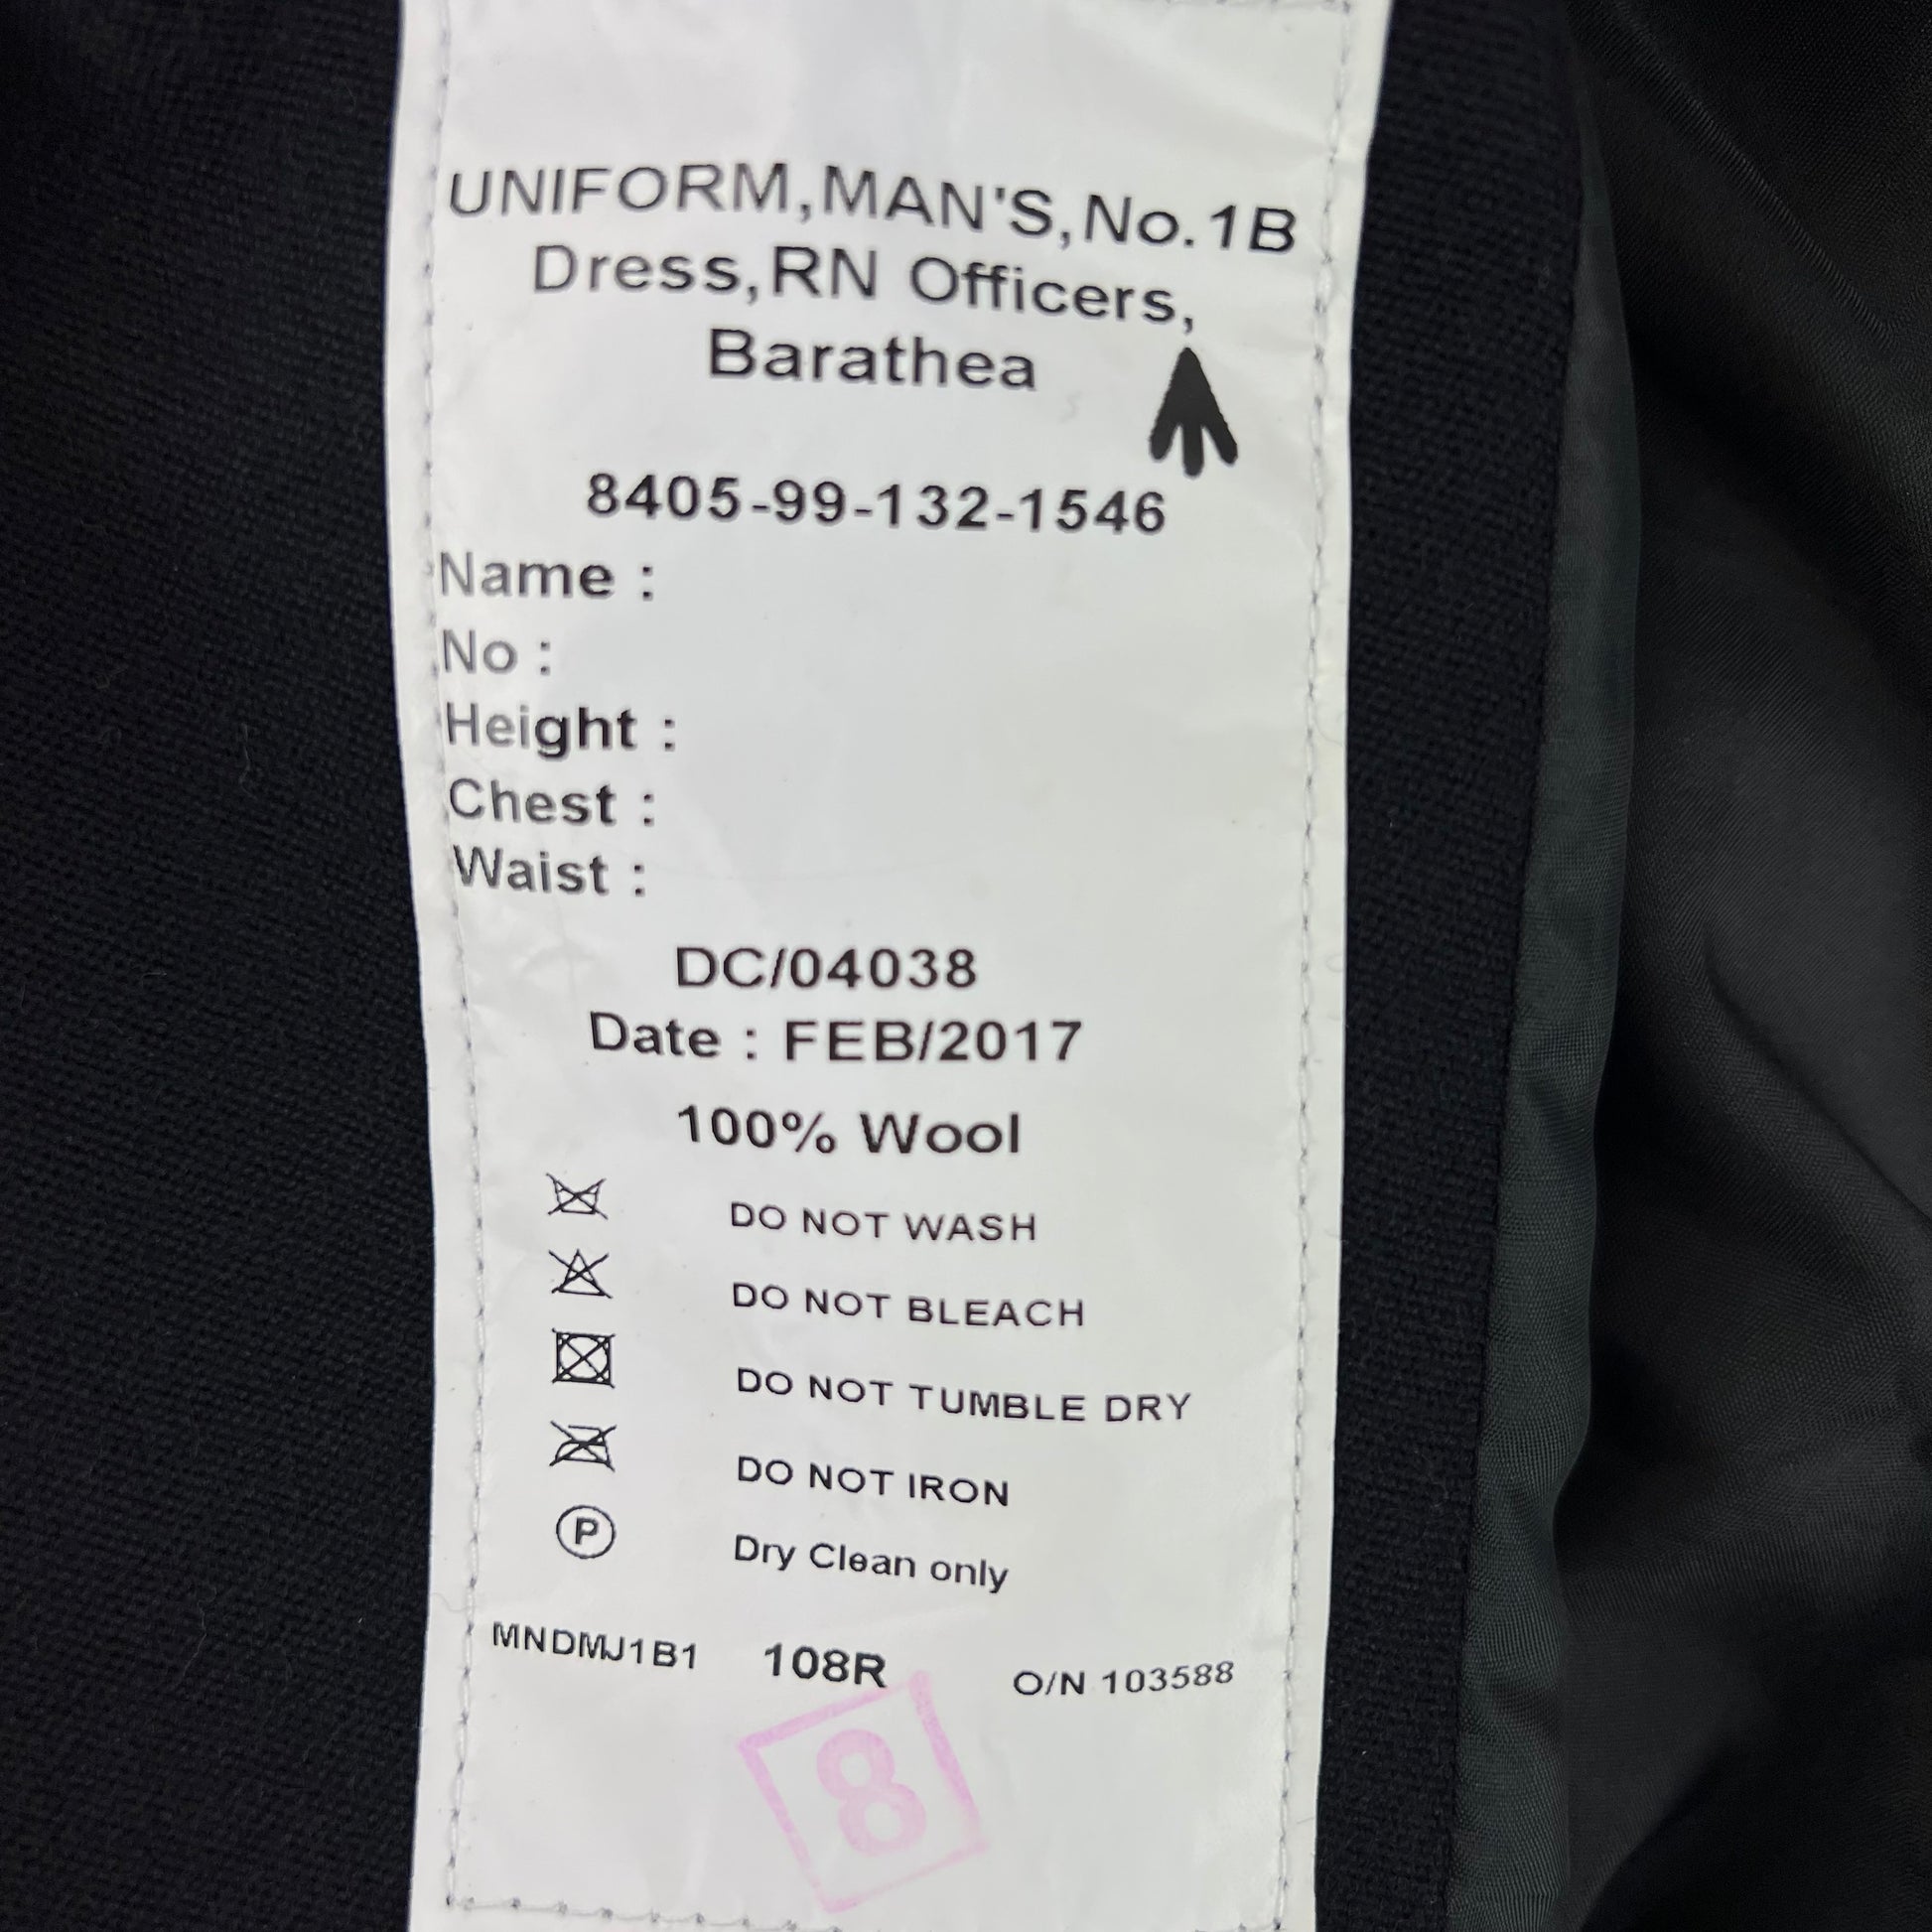 UNIFORM,MAN'S,No.1B
Dress,RN Officers,
Barathea
8405-99-132-1546
Name :
No :
Height :
Chest :
Waist :
DC/04038
Date : FEB/2017
100% Wool
DO NOT WASH
DO NOT BLEACH
DO NOT TUMBLE DRY
DO NOT IRON
P Dry Clean only
MNDMJ1B1 108R O/N 103588
8